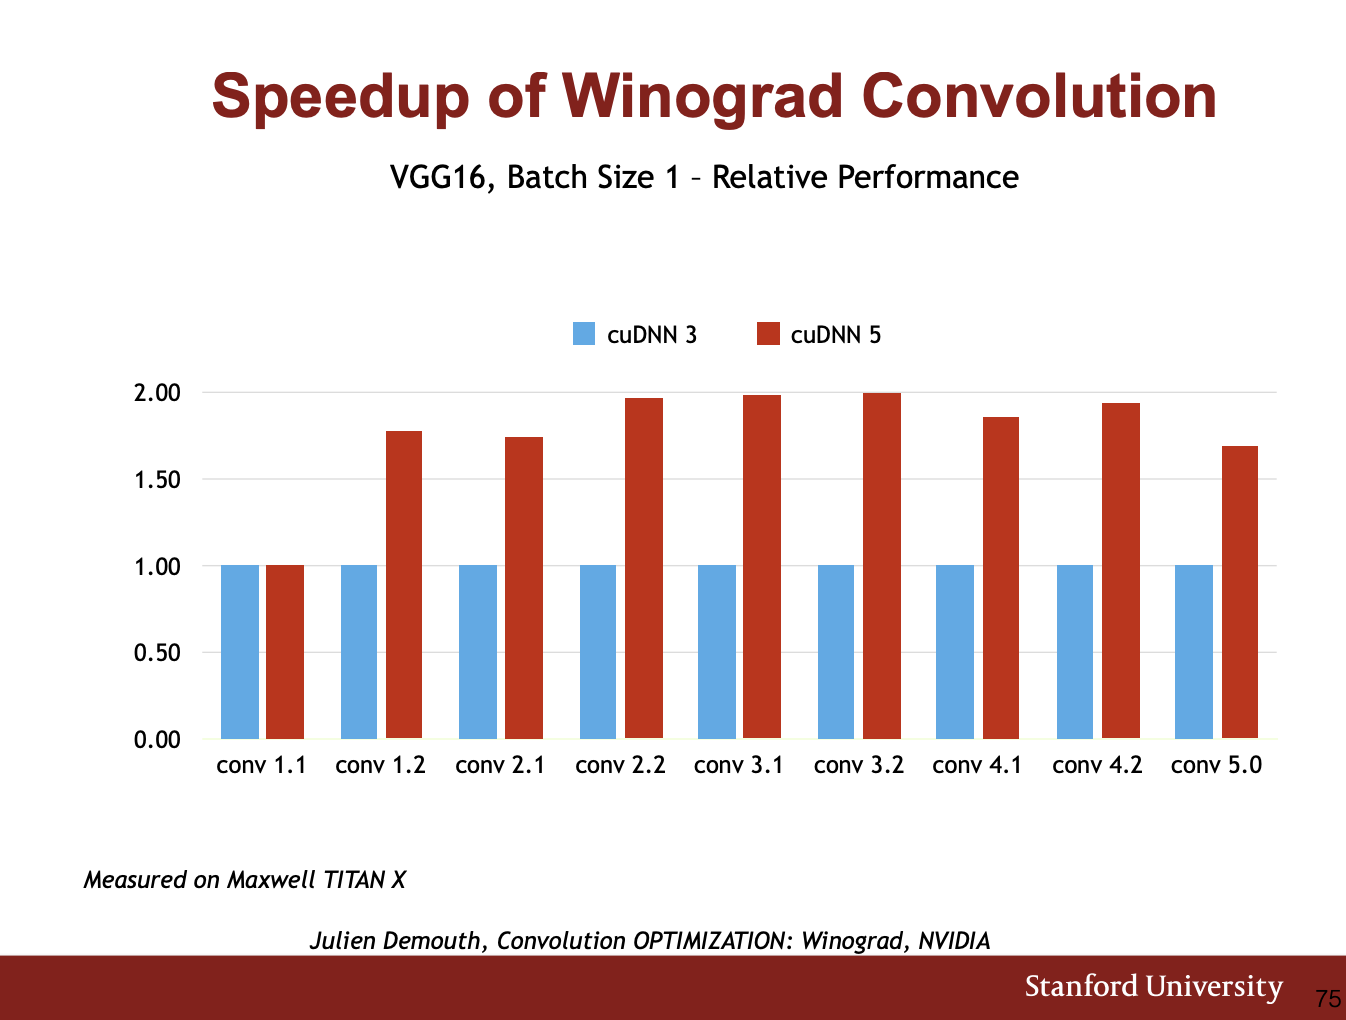 Speedup of Winograd Convolution
VGG16, Batch Size 1 – Relative Performance
cuDNN 3 cuDNN 5
2.00
1.50
1.00
0.50
0.00
conv 1.1 conv 1.2 conv 2.1 conv 2.2 conv 3.1 conv 3.2 conv 4.1 conv 4.2 conv 5.0
Measured on Maxwell TITAN X
Julien Demouth, Convolution OPTIMIZATION: Winograd, NVIDIA
Stanford University
75